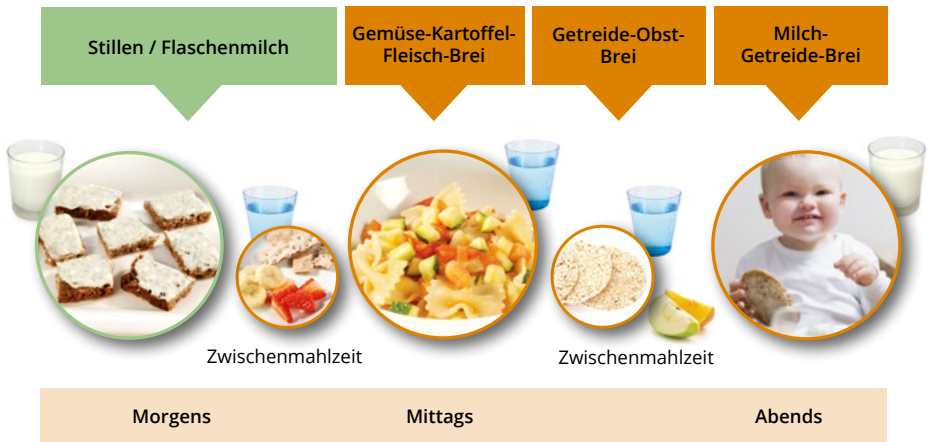 Stillen / Flaschenmilch
Gemüse-Kartoffel-
Fleisch-Brei
Getreide-Obst-
Brei
Milch-
Getreide-Brei
Zwischenmahlzeit
Zwischenmahlzeit
Morgens
Mittags
Abends